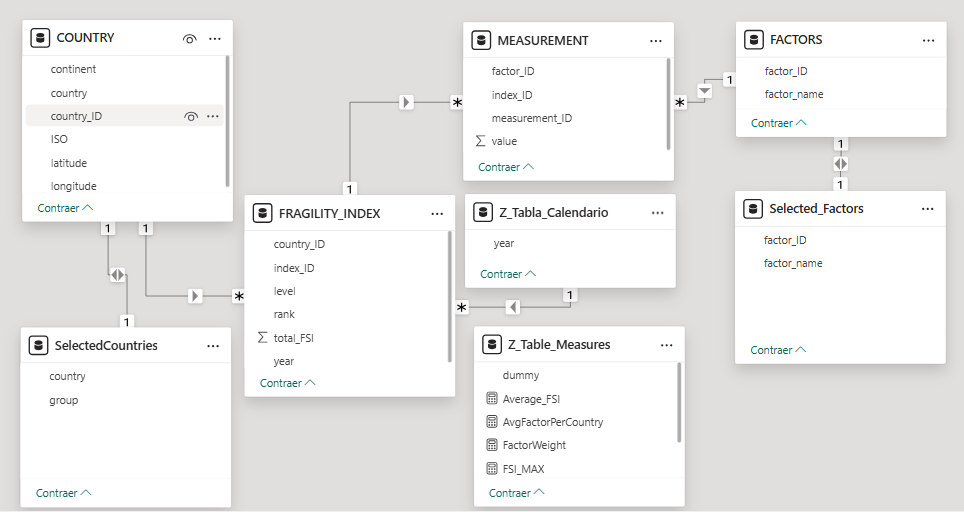 COUNTRY
continent
country
country_ID
ISO
latitude
longitude
Contraer
MEASUREMENT
factor_ID
index_ID
measurement_ID
value
Contraer
FACTORS
factor_ID
factor_name
Contraer
1
*
*
1
1
1
1
1
FRAGILITY_INDEX
country_ID
index_ID
level
rank
total_FSI
year
Contraer
Z_Tabla_Calendario
year
Contraer
Selected_Factors
factor_ID
factor_name
Contraer
*
*
1
1
SelectedCountries
country
group
Contraer
Z_Table_Measures
dummy
Average_FSI
AvgFactorPerCountry
FactorWeight
FSI_MAX
Contraer